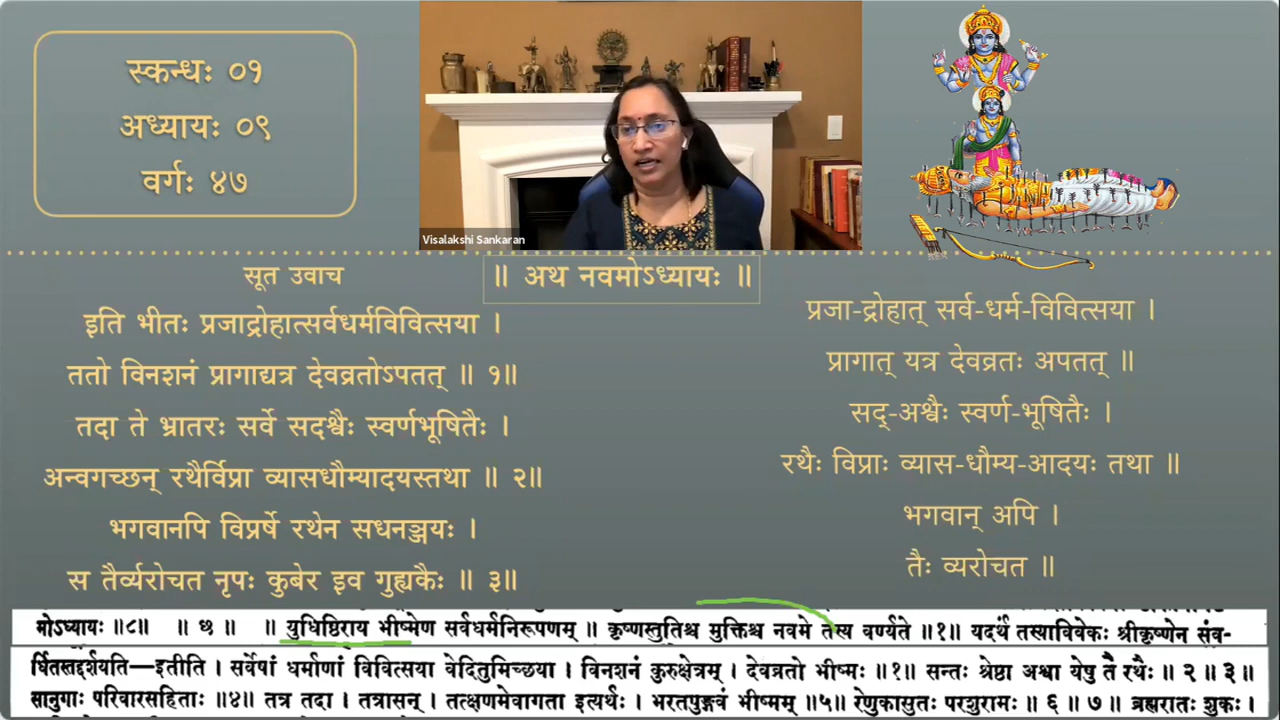 स्कन्धः ०१
अध्यायः ०९
वर्गः ४७
Visalakshi Sankaran
सूत उवाच
॥ अथ नवमोऽध्यायः ॥
इति भीतः प्रजाद्रोहात्सर्वधर्मविवित्सया ।
ततो विनशनं प्रागाद्यत्र देवव्रतोऽपतत् ॥ १॥
तदा ते भ्रातरः सर्वे सदश्वैः स्वर्णभूषितैः ।
अन्वगच्छन् रथैर्विप्रा व्यासधौम्यादयस्तथा ॥ २॥
भगवानपि विप्रर्षे रथेन सधनञ्जयः ।
स तैर्व्यरोचत नृपः कुबेर इव गुह्यकैः ॥ ३॥
प्रजा-द्रोहात् सर्व-धर्म-विवित्सया ।
प्रागात् यत्र देवव्रतः अपतत् ॥
सद्-अश्वैः स्वर्ण-भूषितैः ।
रथैः विप्राः व्यास-धौम्य-आदयः तथा ॥
भगवान् अपि ।
तैः व्यरोचत ॥
मोऽध्यायः ॥८॥ ॥ छ ॥ ॥ युधिष्ठिराय भीष्मेण सर्वधर्मनिरूपणम् ॥ कृष्णस्तुतिश्च मुक्तिश्च नवमे तस्य वर्ण्यते ॥१॥ यदर्थं तस्याविवेकः श्रीकृष्णेन संव-
र्धितस्तद्दर्शयति—इतीति । सर्वेषां धर्माणां विवित्सया वेदितुमिच्छया । विनशनं कुरुक्षेत्रम् । देवव्रतो भीष्मः ॥१॥ सन्तः श्रेष्ठा अश्वा येषु तै रथैः ॥ २ ॥ ३ ॥
सानुगाः परिवारसहिताः ॥४॥ तत्र तदा । तत्रासन् । तत्क्षणमेवागता इत्यर्थः । भरतपुङ्गवं भीष्मम् ॥५॥ रेणुकासुतः परशुरामः ॥ ६ ॥ ७ ॥ ब्रह्मरातः शुकः ।